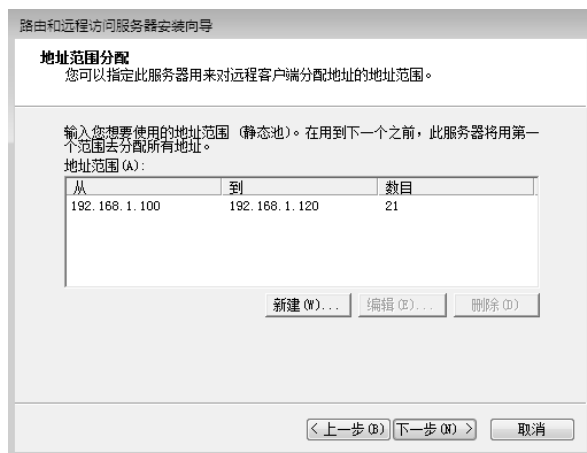 路由和远程访问服务器安装向导
地址范围分配
您可以指定此服务器用来对远程客户端分配地址的地址范围。
输入您想要使用的地址范围（静态池）。在用到下一个之前，此服务器将用第一
个范围去分配所有地址。
地址范围(A):
从 到 数目
192.168.1.100 192.168.1.120 21
新建(W)... 编辑(E)... 删除(D)
< 上一步(B) 下一步(N) > 取消